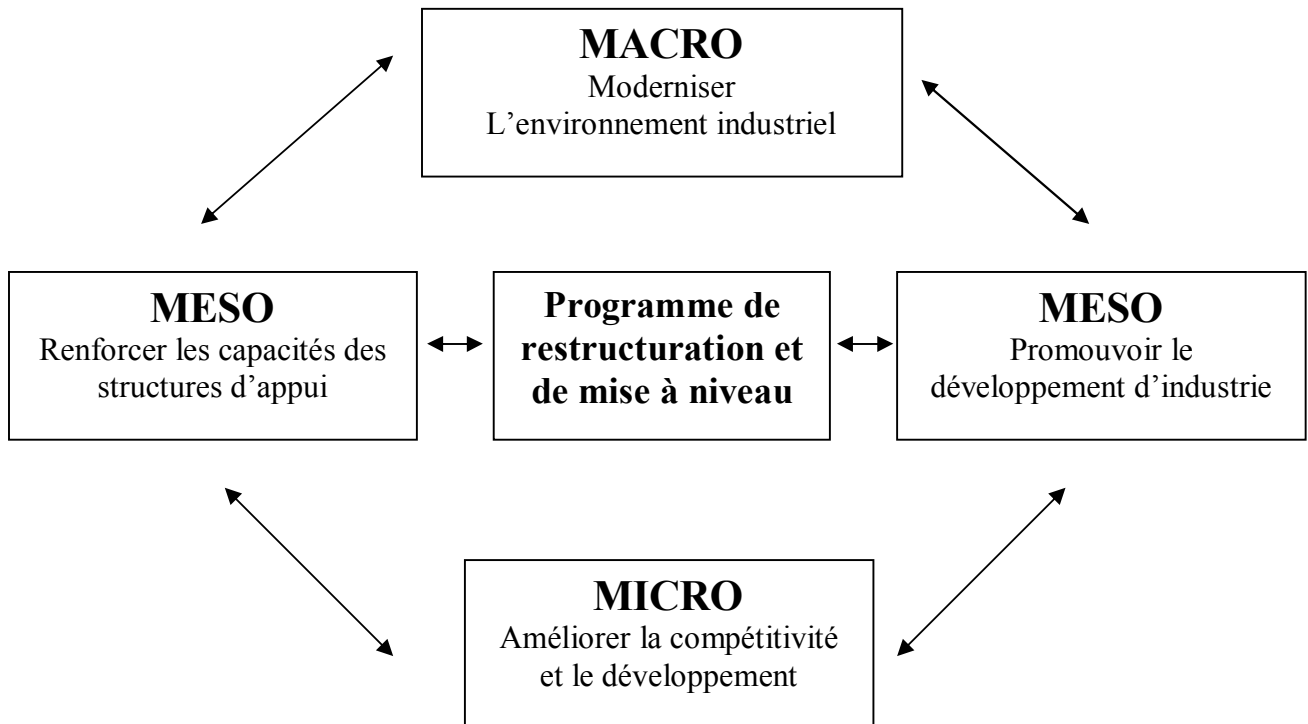 MACRO
Moderniser
L’environnement industriel
MESO
Renforcer les capacités des
structures d’appui
Programme de
restructuration et
de mise à niveau
MESO
Promouvoir le
développement d’industrie
MICRO
Améliorer la compétitivité
et le développement